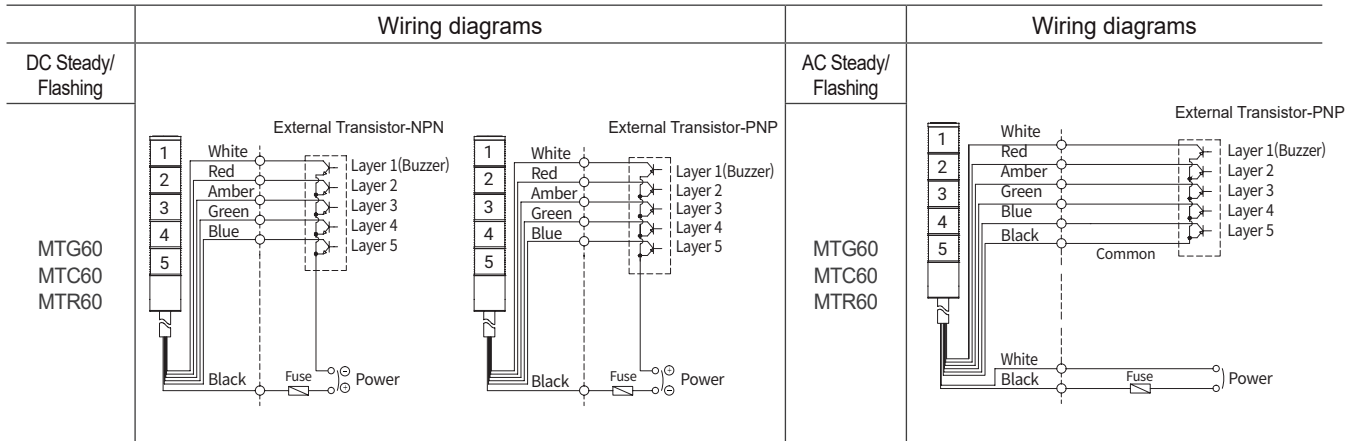 Wiring diagrams
Wiring diagrams
DC Steady/
Flashing
MTG60
MTC60
MTR60
External Transistor-NPN
1
2
3
4
5
White
Red
Amber
Green
Blue
Layer 1(Buzzer)
Layer 2
Layer 3
Layer 4
Layer 5
Black
Fuse
⊖
⊕
Power
External Transistor-PNP
1
2
3
4
5
White
Red
Amber
Green
Blue
Layer 1(Buzzer)
Layer 2
Layer 3
Layer 4
Layer 5
Black
Fuse
⊕
⊖
Power
AC Steady/
Flashing
MTG60
MTC60
MTR60
External Transistor-PNP
1
2
3
4
5
White
Red
Amber
Green
Blue
Black
Common
Layer 1(Buzzer)
Layer 2
Layer 3
Layer 4
Layer 5
White
Black
Fuse
Power